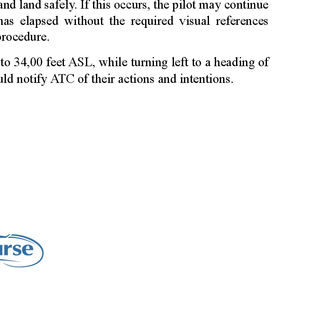 and land safely. If this occurs, the pilot may continue
has elapsed without the required visual references
procedure.
to 34,00 feet ASL, while turning left to a heading of
uld notify ATC of their actions and intentions.
urse